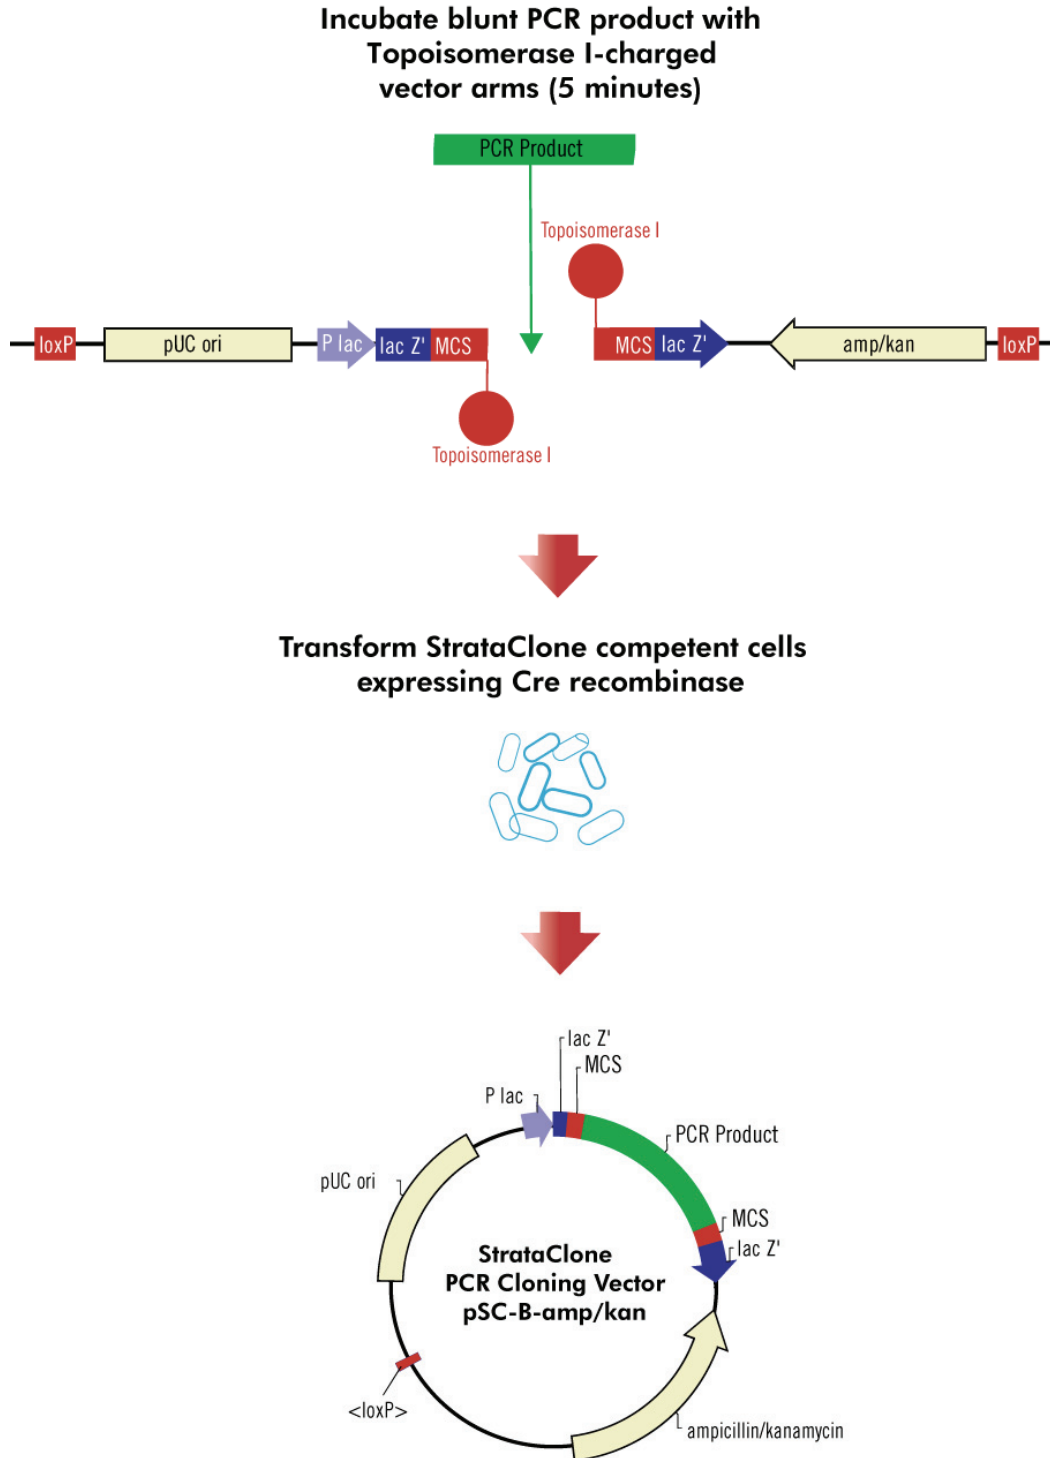 Incubate blunt PCR product with
Topoisomerase I-charged
vector arms (5 minutes)
PCR Product
Topoisomerase I
loxP
pUC ori
P lac
lac Z'
MCS
MCS
lac Z'
amp/kan
loxP
Topoisomerase I
Transform StrataClone competent cells
expressing Cre recombinase
lac Z'
MCS
P lac
PCR Product
pUC ori
MCS
lac Z'
StrataClone
PCR Cloning Vector
pSC-B-amp/kan
<loxP>
ampicillin/kanamycin